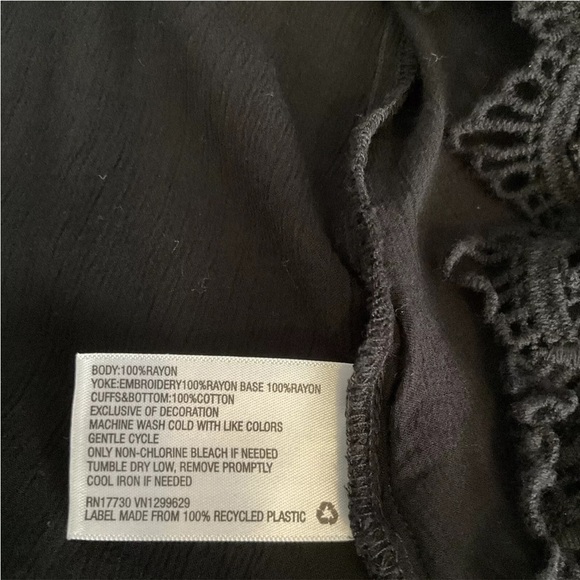 BODY:100%RAYON
YOKE:EMBROIDERY100%RAYON BASE 100%RAYON
CUFFS&BOTTOM:100%COTTON
EXCLUSIVE OF DECORATION
MACHINE WASH COLD WITH LIKE COLORS
GENTLE CYCLE
ONLY NON-CHLORINE BLEACH IF NEEDED
TUMBLE DRY LOW, REMOVE PROMPTLY
COOL IRON IF NEEDED
RN17730 VN1299629
LABEL MADE FROM 100% RECYCLED PLASTIC